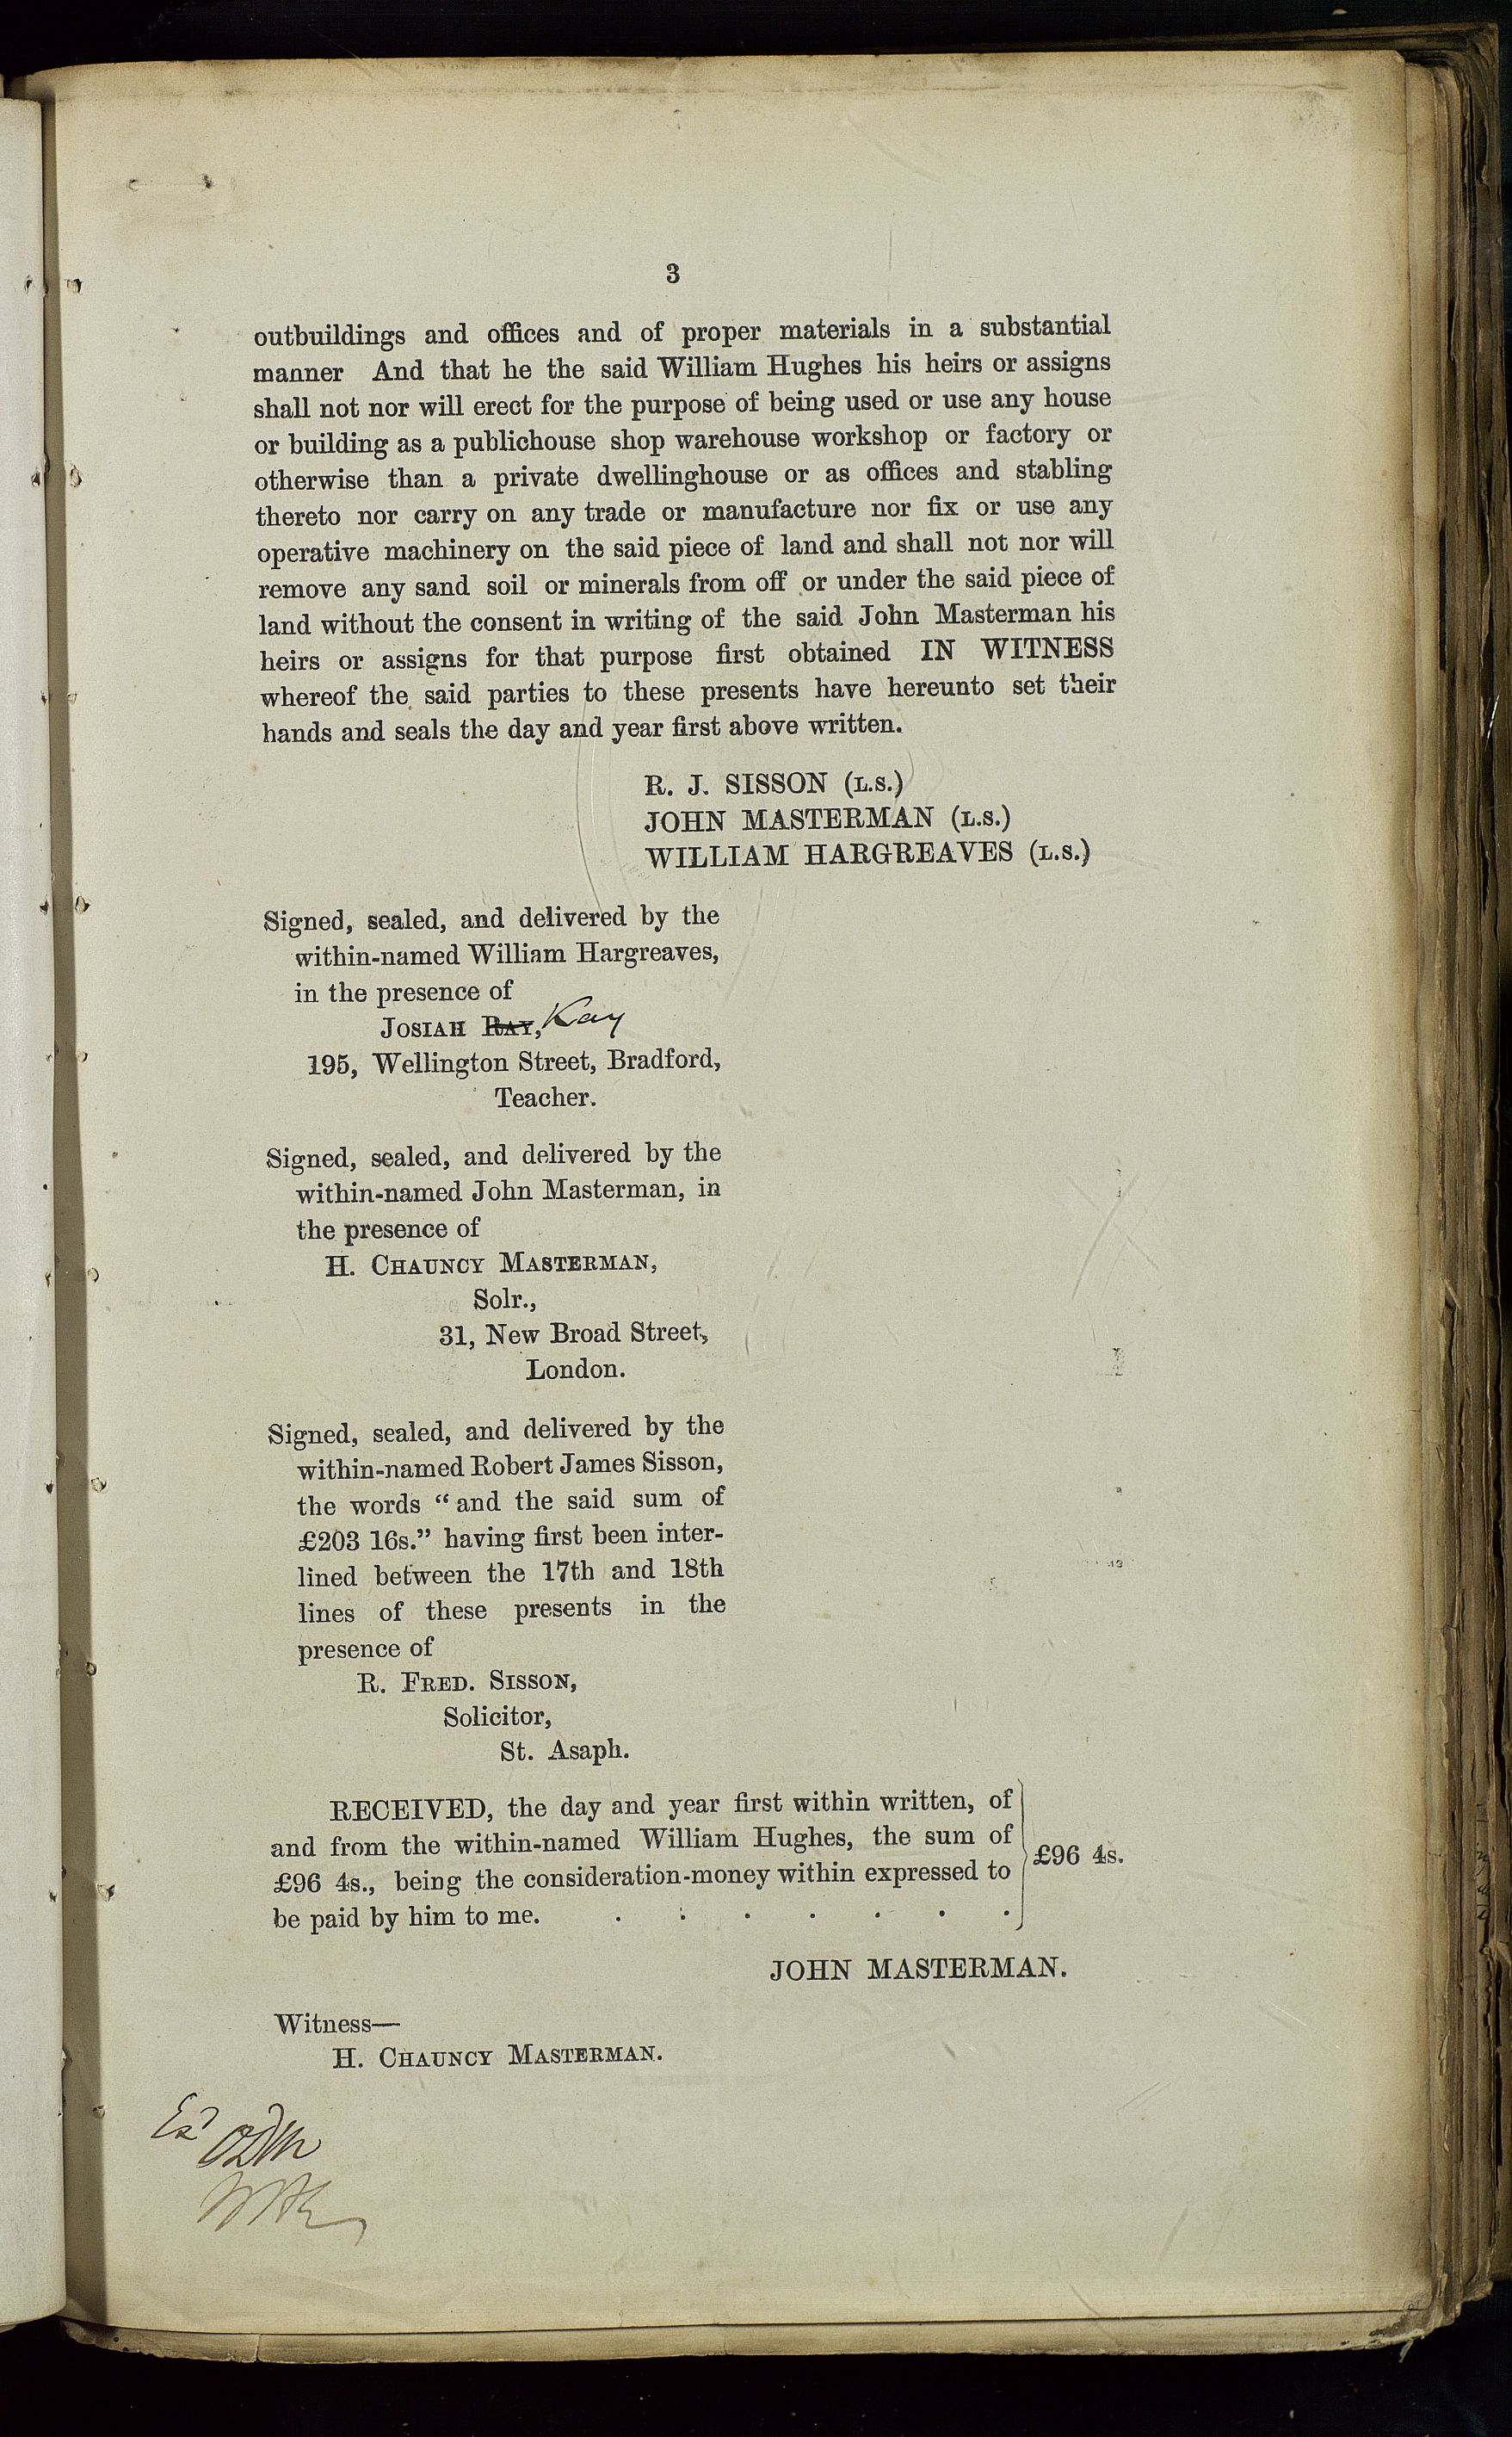 3
outbuildings and offices and of proper materials in a substantial
manner And that he the said William Hughes his heirs or assigns
shall not nor will erect for the purpose of being used or use any house
or building as a publichouse shop warehouse workshop or factory or
otherwise than a private dwellinghouse or as offices and stabling
thereto nor carry on any trade or manufacture nor fix or use any
operative machinery on the said piece of land and shall not nor will
remove any sand soil or minerals from off or under the said piece of
land without the consent in writing of the said John Masterman his
heirs or assigns for that purpose first obtained IN WITNESS
whereof the said parties to these presents have hereunto set their
hands and seals the day and year first above written.
R. J. SISSON (L.S.)
JOHN MASTERMAN (L.S.)
WILLIAM HARGREAVES (L.S.)
Signed, sealed, and delivered by the
within-named William Hargreaves,
in the presence of
JOSIAH RAY, Kay
195, Wellington Street, Bradford,
Teacher.
Signed, sealed, and delivered by the
within-named John Masterman, in
the presence of
H. CHAUNCY MASTERMAN,
Solr.,
31, New Broad Street,
London.
Signed, sealed, and delivered by the
within-named Robert James Sisson,
the words “and the said sum of
£203 16s.” having first been inter-
lined between the 17th and 18th
lines of these presents in the
presence of
R. FRED. SISSON,
Solicitor,
St. Asaph.
RECEIVED, the day and year first within written, of
and from the within-named William Hughes, the sum of
£96 4s., being the consideration-money within expressed to
be paid by him to me. . . . . . . .
£96 4s.
JOHN MASTERMAN.
Witness—
H. CHAUNCY MASTERMAN.